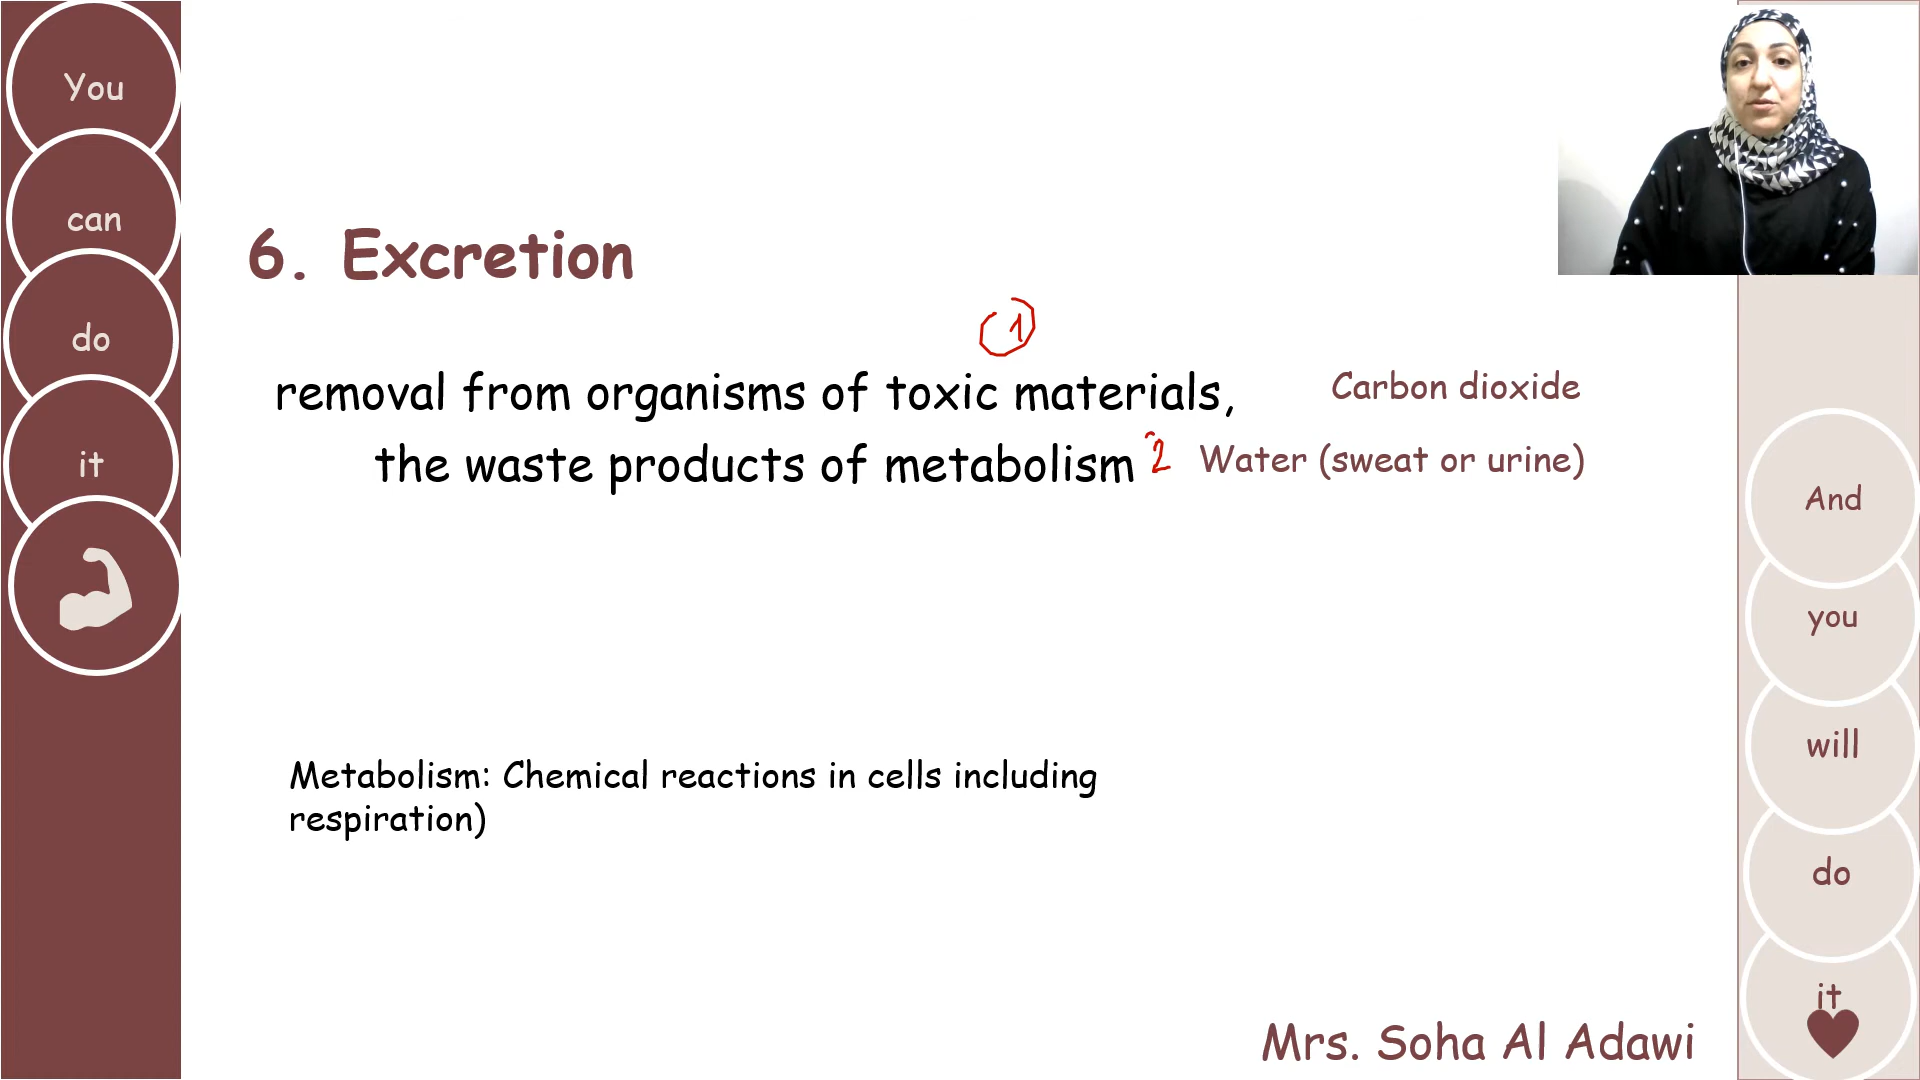 You
can
do
it
6. Excretion
1
removal from organisms of toxic materials,
Carbon dioxide
the waste products of metabolism
2
Water (sweat or urine)
Metabolism: Chemical reactions in cells including
respiration)
And
you
will
do
it
Mrs. Soha Al Adawi